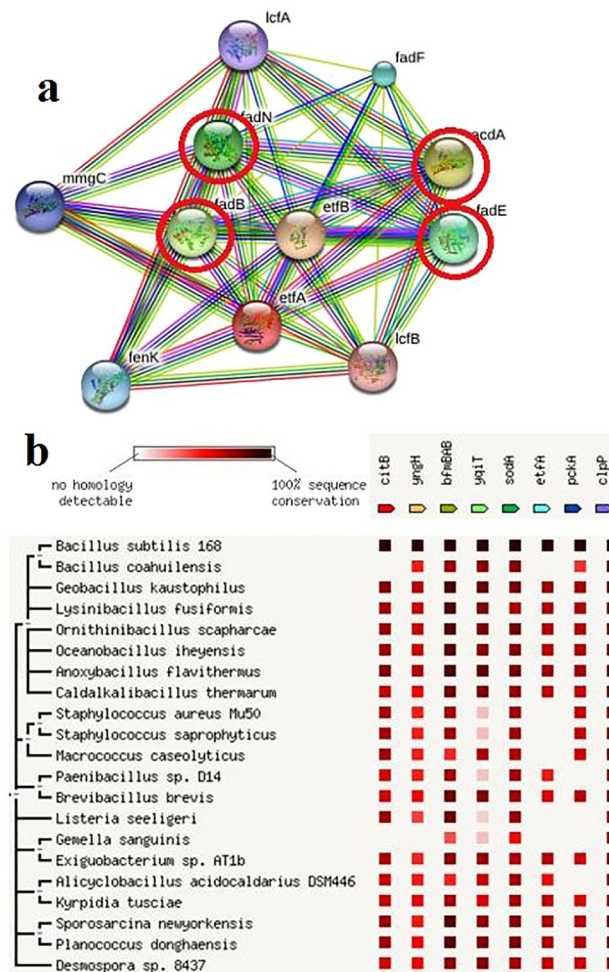 lcfA
fadF
a
fadN
acdA
mmgC
fadB
etfB
fadE
etfA
lcfB
fenK
b
no homology detectable
100% sequence conservation
citB
yngH
bfmBAB
yqiT
sodA
etfA
pckA
clpP
Bacillus subtilis 168
Bacillus coahuilensis
Geobacillus kaustophilus
Lysinibacillus fusiformis
Ornithinibacillus scapharcae
Oceanobacillus iheyensis
Anoxybacillus flavithermus
Caldalkalibacillus thermarum
Staphylococcus aureus Mu50
Staphylococcus saprophyticus
Macrococcus caseolyticus
Paenibacillus sp. D14
Brevibacillus brevis
Listeria seeligeri
Gemella sanguinis
Exiguobacterium sp. AT1b
Alicyclobacillus acidocaldarius DSM446
Kyrpidia tusciae
Sporosarcina newyorkensis
Planococcus donghaensis
Desmospora sp. 8437